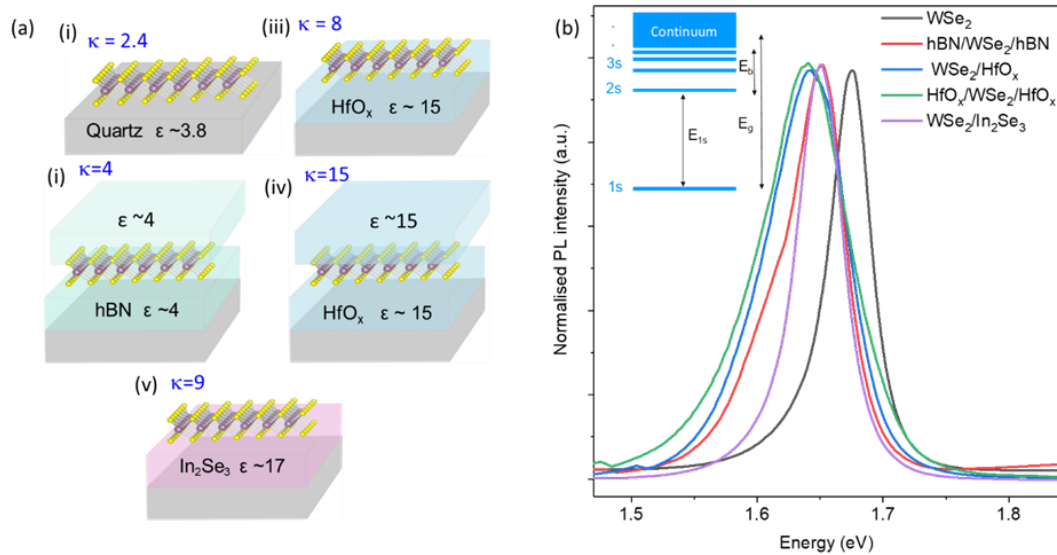 (a)
(i)
κ = 2.4
Quartz ε ~3.8
(iii)
κ = 8
HfOₓ ε ~ 15
(i)
κ=4
ε ~4
hBN ε ~4
(iv)
κ=15
ε ~15
HfOₓ ε ~ 15
(v)
κ=9
In₂Se₃ ε ~17
(b)
Continuum
3s
2s
1s
E₁ₛ
E_b
E_g
WSe₂
hBN/WSe₂/hBN
WSe₂/HfOₓ
HfOₓ/WSe₂/HfOₓ
WSe₂/In₂Se₃
Normalised PL intensity (a.u.)
1.5 1.6 1.7 1.8
Energy (eV)